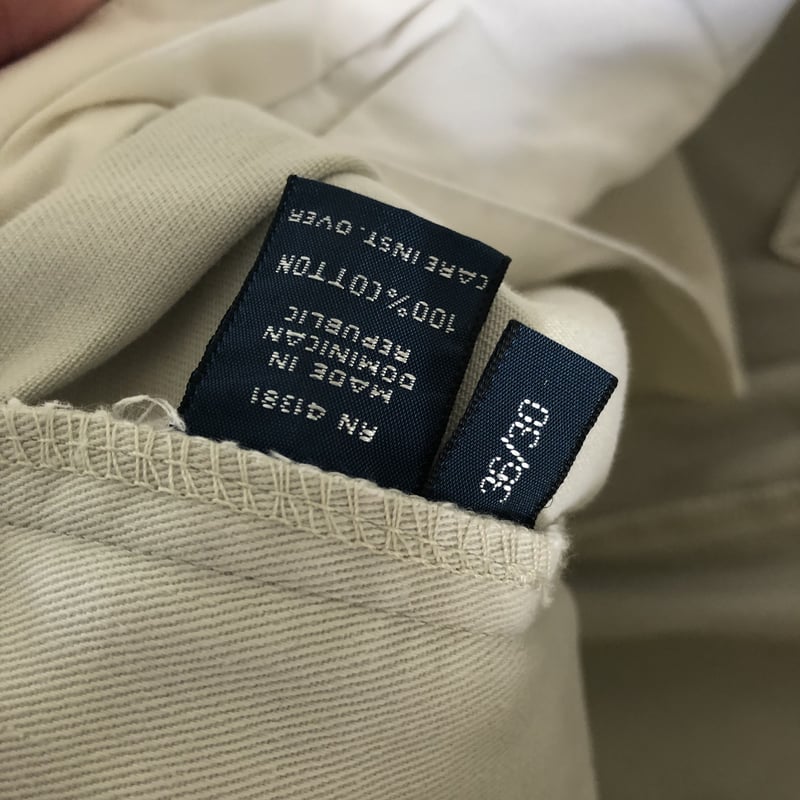 RN 41381
MADE IN
DOMINICAN
REPUBLIC
100% COTTON
CARE INST. OVER
36/30